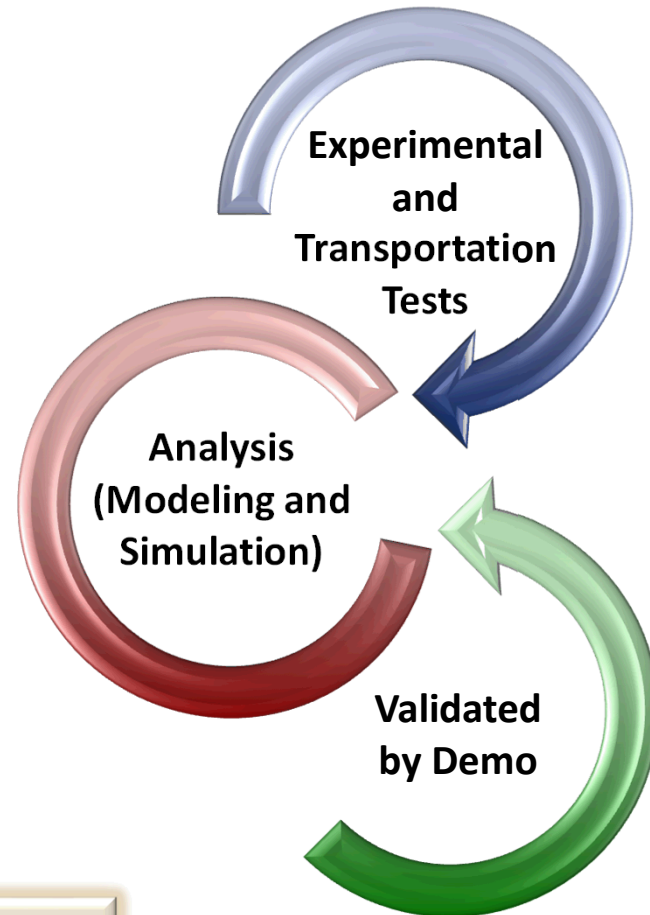 Experimental
and
Transportation
Tests
Analysis
(Modeling and
Simulation)
Validated
by Demo